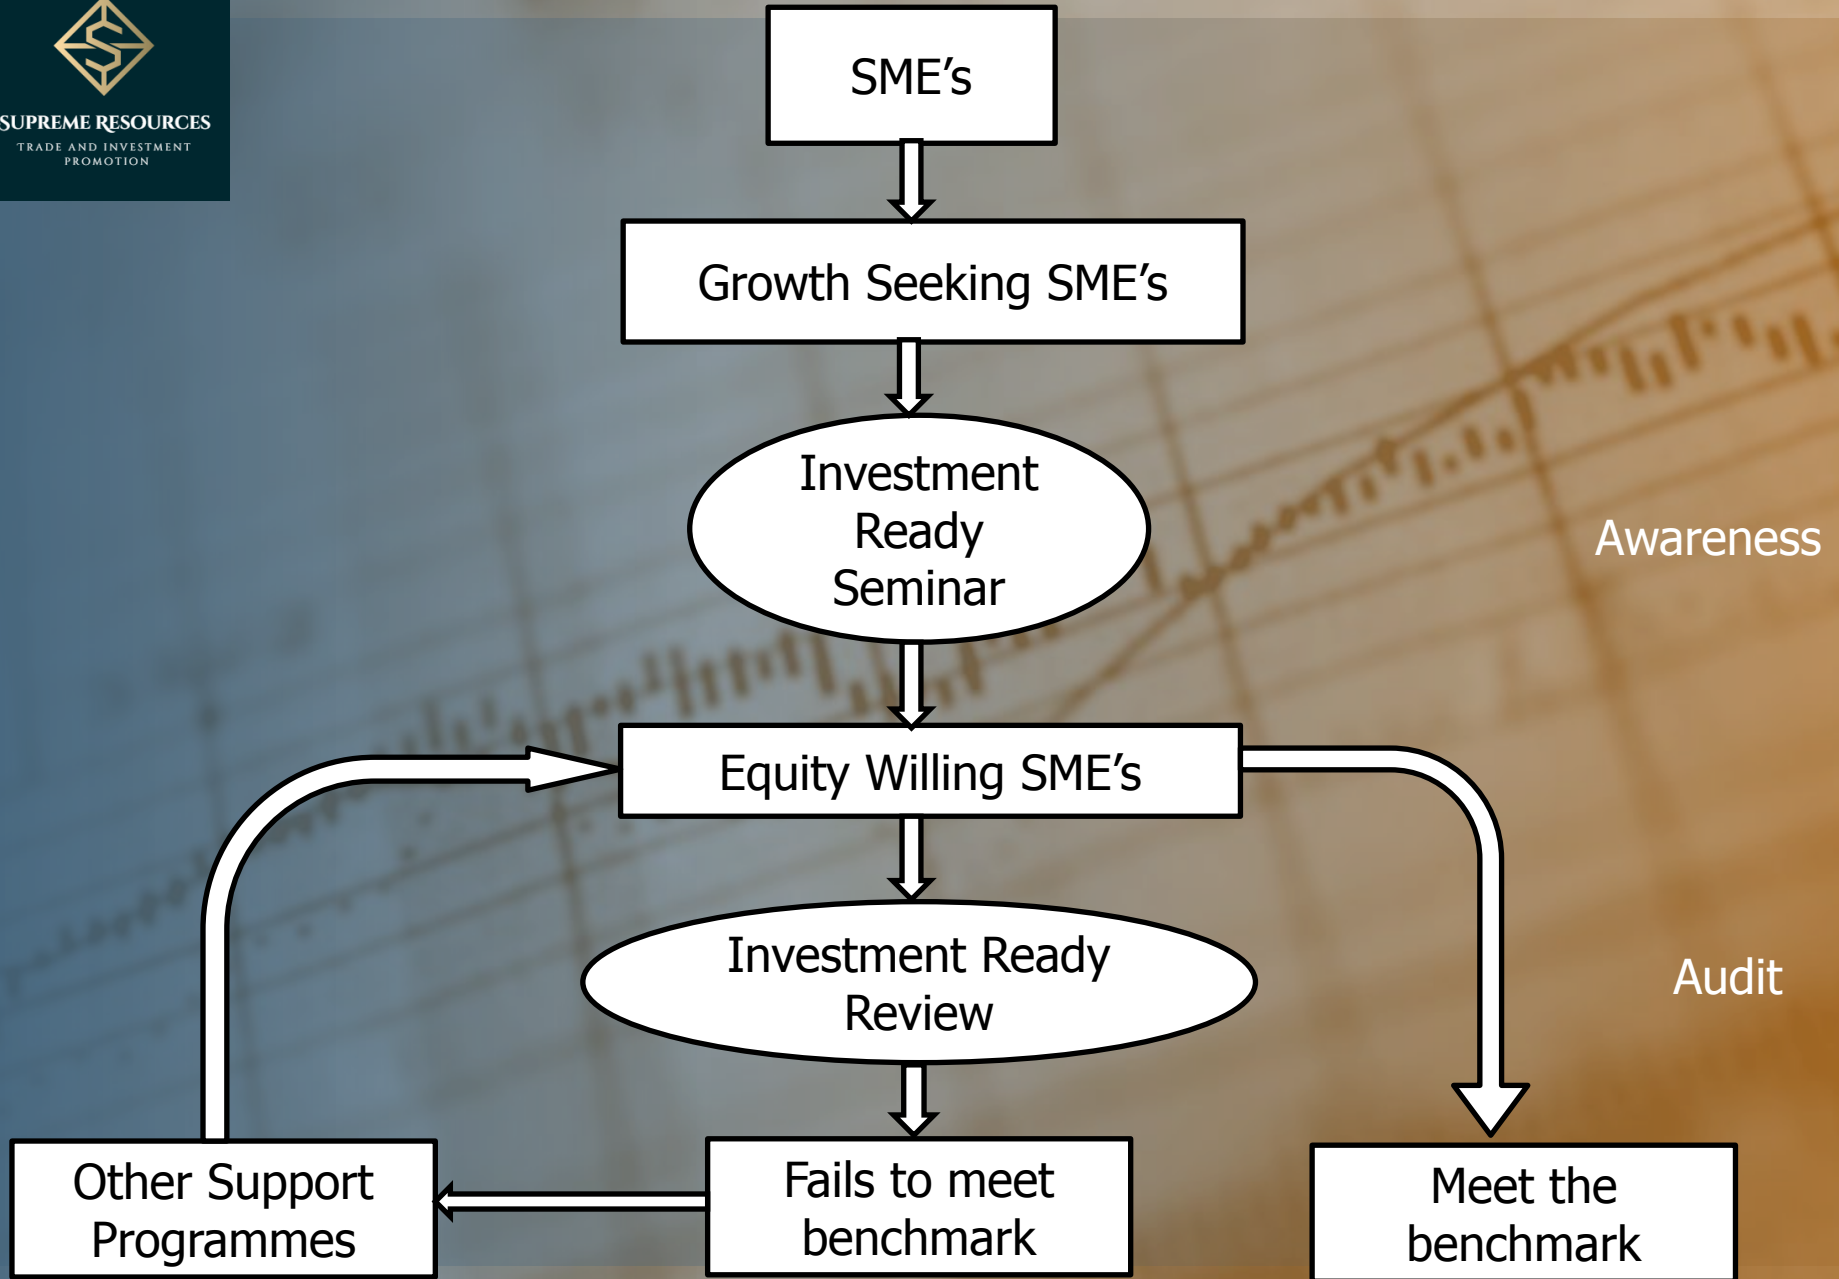 SUPREME RESOURCES
TRADE AND INVESTMENT
PROMOTION
SME’s
Growth Seeking SME’s
Investment
Ready
Seminar
Awareness
Equity Willing SME’s
Investment Ready
Review
Audit
Other Support
Programmes
Fails to meet
benchmark
Meet the
benchmark